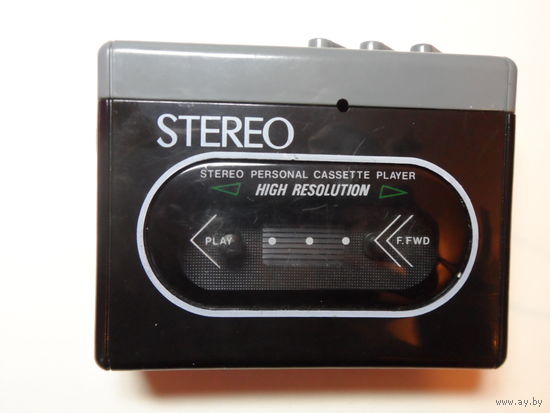 STEREO
STEREO PERSONAL CASSETTE PLAYER
HIGH RESOLUTION
PLAY F.FWD
www.ay.by